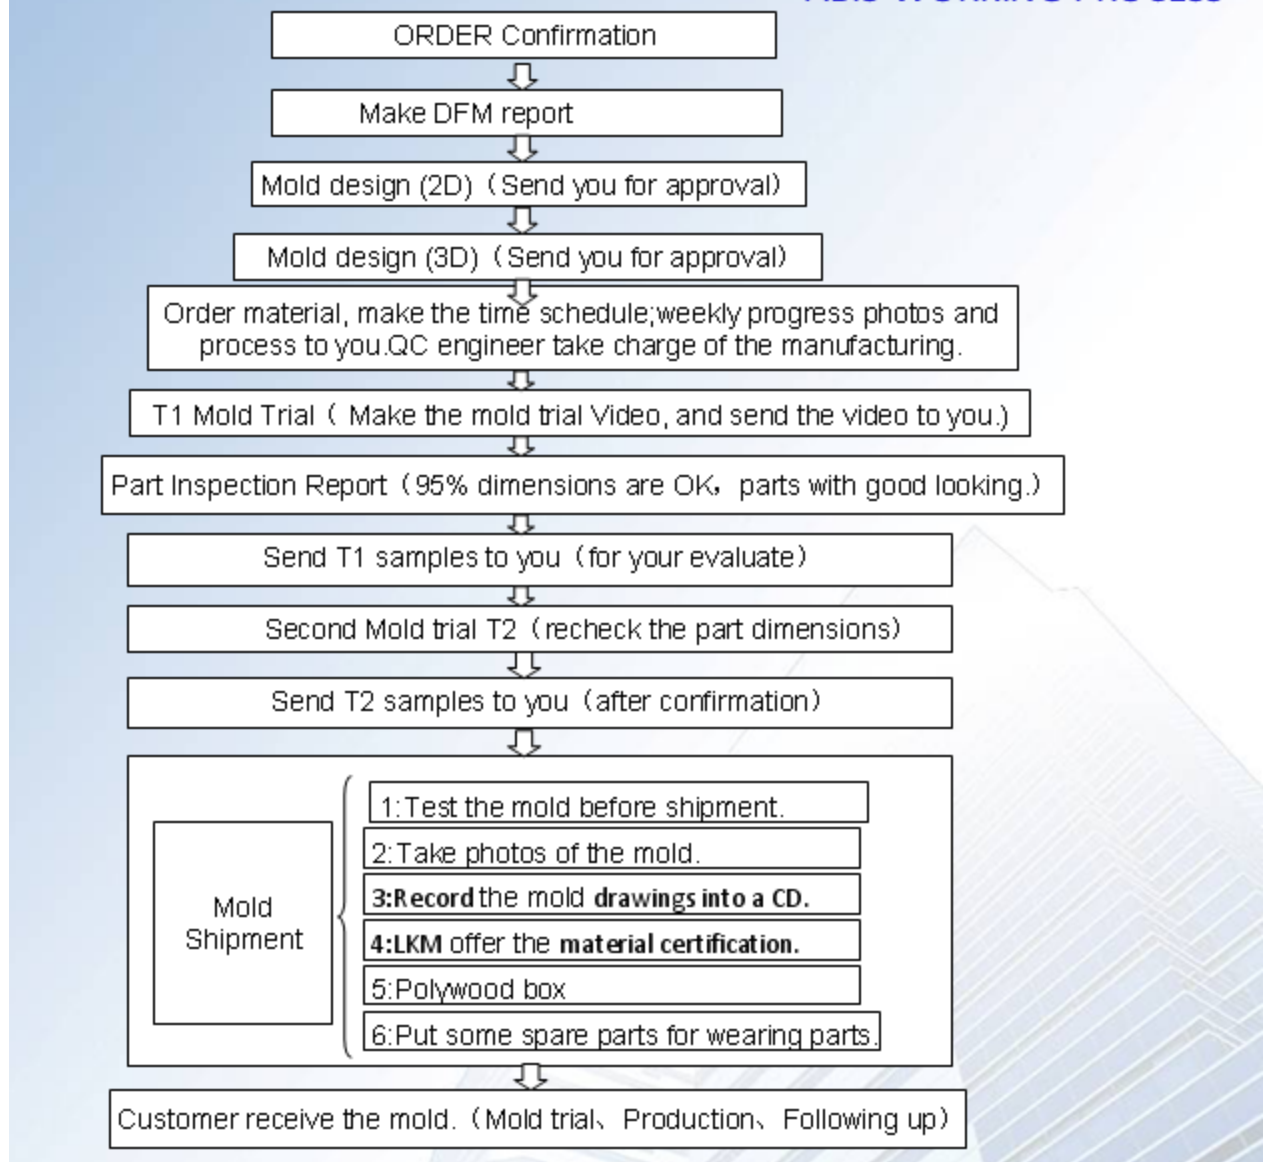 WORKING PROCESS
ORDER Confirmation
Make DFM report
Mold design (2D)（Send you for approval）
Mold design (3D)（Send you for approval）
Order material, make the time schedule;weekly progress photos and
process to you.QC engineer take charge of the manufacturing.
T1 Mold Trial（ Make the mold trial Video, and send the video to you.)
Part Inspection Report（95% dimensions are OK，parts with good looking.）
Send T1 samples to you（for your evaluate）
Second Mold trial T2（recheck the part dimensions）
Send T2 samples to you（after confirmation）
Mold
Shipment
1:Test the mold before shipment.
2:Take photos of the mold.
3:Record the mold drawings into a CD.
4:LKM offer the material certification.
5:Polywood box
6:Put some spare parts for wearing parts.
Customer receive the mold.（Mold trial、Production、Following up）